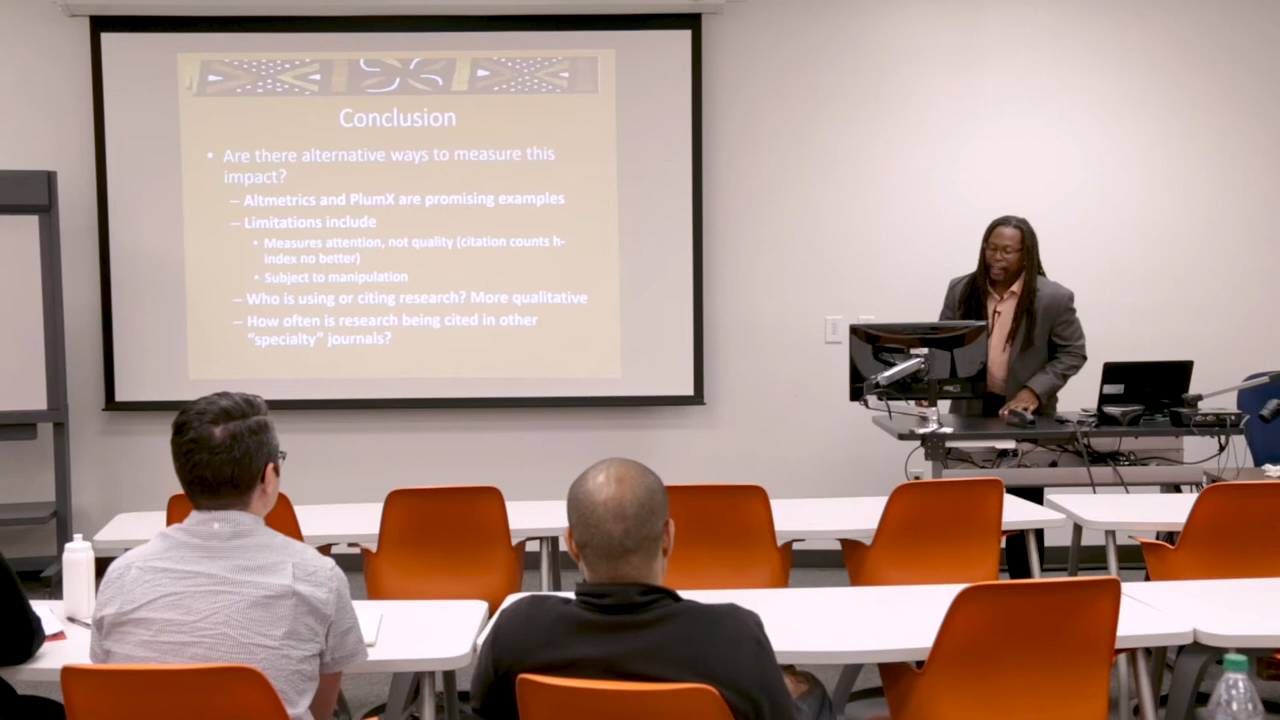 Conclusion
• Are there alternative ways to measure this
impact?
– Altmetrics and PlumX are promising examples
– Limitations include
• Measures attention, not quality (citation counts h-
index no better)
• Subject to manipulation
– Who is using or citing research? More qualitative
– How often is research being cited in other
“specialty” journals?